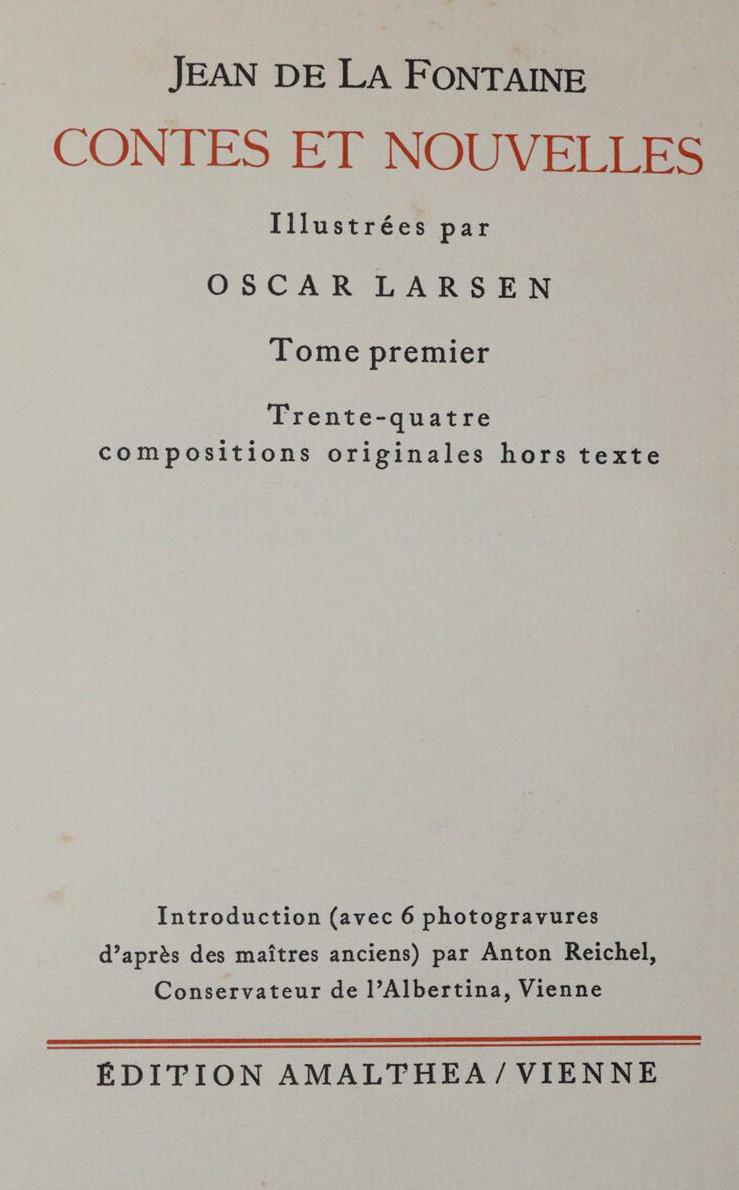 JEAN DE LA FONTAINE
CONTES ET NOUVELLES
Illustrées par
OSCAR LARSEN
Tome premier
Trente-quatre
compositions originales hors texte
Introduction (avec 6 photogravures
d'après des maîtres anciens) par Anton Reichel,
Conservateur de l'Albertina, Vienne
ÉDITION AMALTHEA / VIENNE